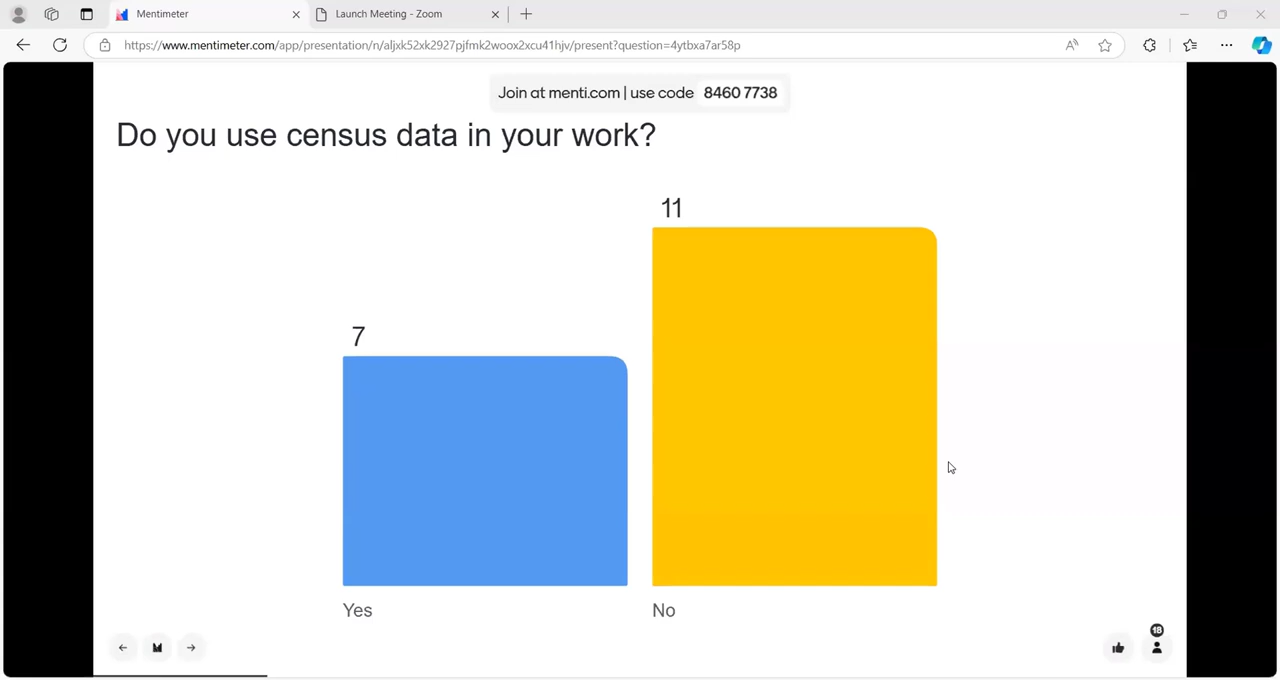 Mentimeter
Launch Meeting - Zoom
https://www.mentimeter.com/app/presentation/n/aljxk52xk2927pjfmk2woox2xcu41hjv/present?question=4ytbxa7ar58p
Join at menti.com | use code 8460 7738
Do you use census data in your work?
11
7
Yes
No
18